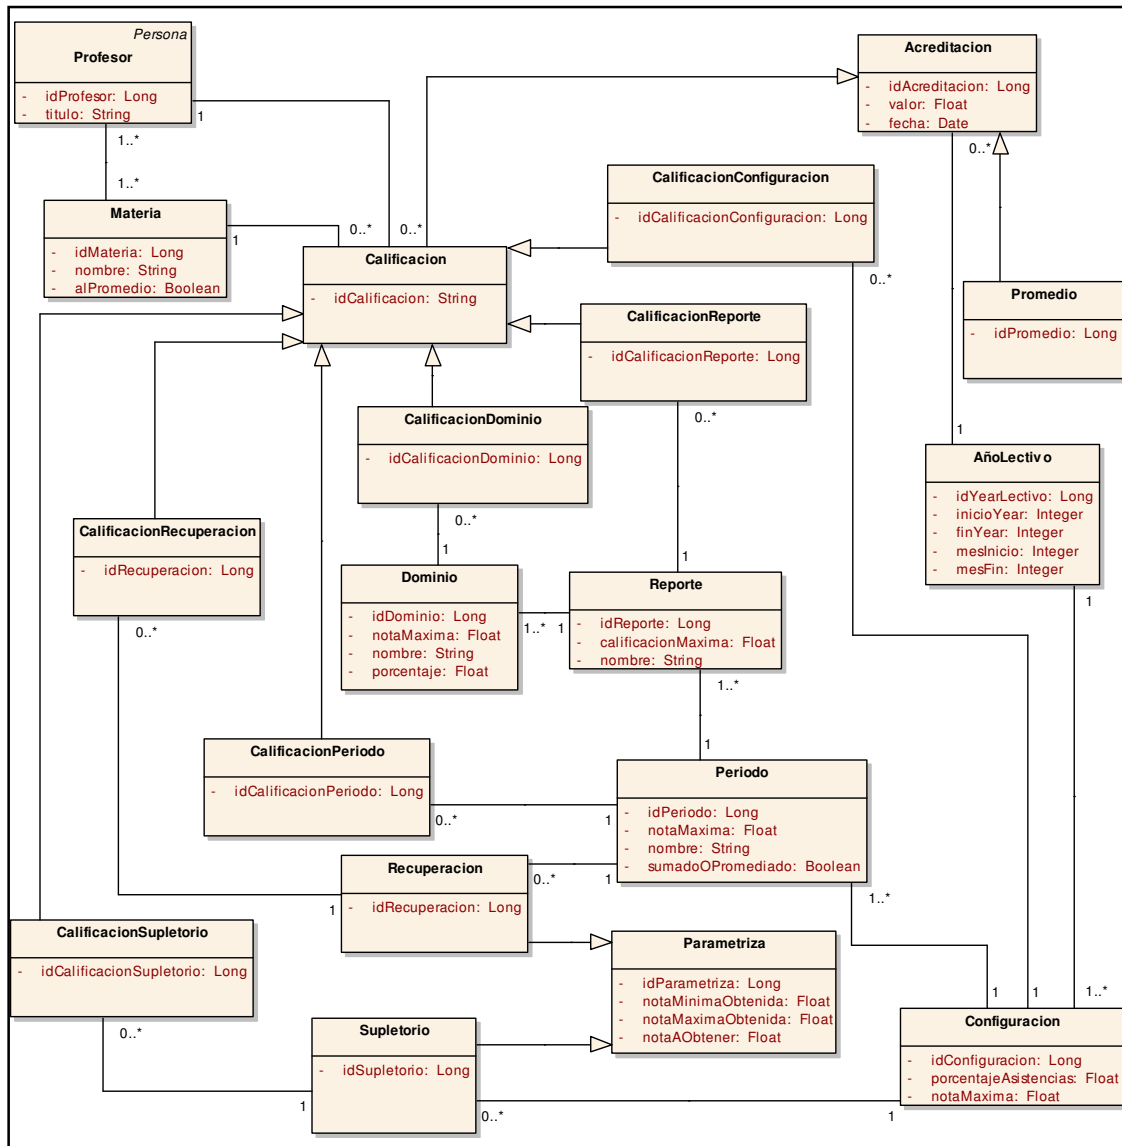 Persona
Profesor
- idProfesor: Long
- titulo: String
1
1..*
1..*
Materia
- idMateria: Long
- nombre: String
- alPromedio: Boolean
1
0..*
0..*
Calificacion
- idCalificacion: String
Acreditacion
- idAcreditacion: Long
- valor: Float
- fecha: Date
0..*
CalificacionConfiguracion
- idCalificacionConfiguracion: Long
0..*
CalificacionReporte
- idCalificacionReporte: Long
0..*
Promedio
- idPromedio: Long
CalificacionDominio
- idCalificacionDominio: Long
0..*
1
1
AñoLectivo
- idYearLectivo: Long
- inicioYear: Integer
- finYear: Integer
- mesInicio: Integer
- mesFin: Integer
1
CalificacionRecuperacion
- idRecuperacion: Long
0..*
1
Dominio
- idDominio: Long
- notaMaxima: Float
- nombre: String
- porcentaje: Float
1..*
1
Reporte
- idReporte: Long
- calificacionMaxima: Float
- nombre: String
1..*
1
CalificacionPeriodo
- idCalificacionPeriodo: Long
0..*
1
Periodo
- idPeriodo: Long
- notaMaxima: Float
- nombre: String
- sumadoOPromediado: Boolean
0..*
1
1..*
Recuperacion
- idRecuperacion: Long
1
CalificacionSupletorio
- idCalificacionSupletorio: Long
0..*
Parametriza
- idParametriza: Long
- notaMinimaObtenida: Float
- notaMaximaObtenida: Float
- notaAObtener: Float
1
1
1..*
Configuracion
- idConfiguracion: Long
- porcentajeAsistencias: Float
- notaMaxima: Float
Supletorio
- idSupletorio: Long
1
0..*
1